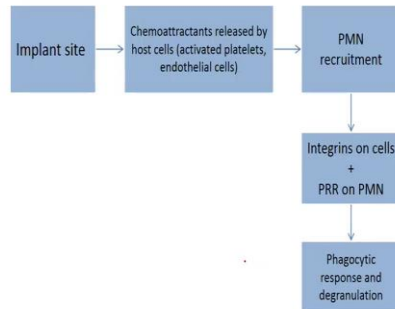 Implant site
Chemoattractants released by
host cells (activated platelets,
endothelial cells)
PMN
recruitment
Integrins on cells
+
PRR on PMN
Phagocytic
response and
degranulation